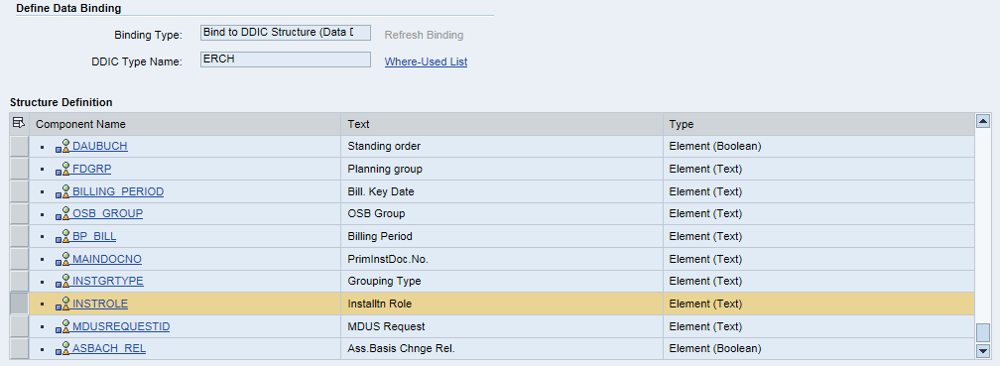 Define Data Binding
Binding Type: Bind to DDIC Structure (Data D Refresh Binding
DDIC Type Name: ERCH Where-Used List
Structure Definition
Component Name Text Type
DAUBUCH Standing order Element (Boolean)
FDGRP Planning group Element (Text)
BILLING_PERIOD Bill. Key Date Element (Text)
OSB_GROUP OSB Group Element (Text)
BP_BILL Billing Period Element (Text)
MAINDOCNO PrimInstDoc.No. Element (Text)
INSTGRTYPE Grouping Type Element (Text)
INSTROLE Installtn Role Element (Text)
MDUSREQUESTID MDUS Request Element (Text)
ASBACH_REL Ass.Basis Chnge Rel. Element (Boolean)